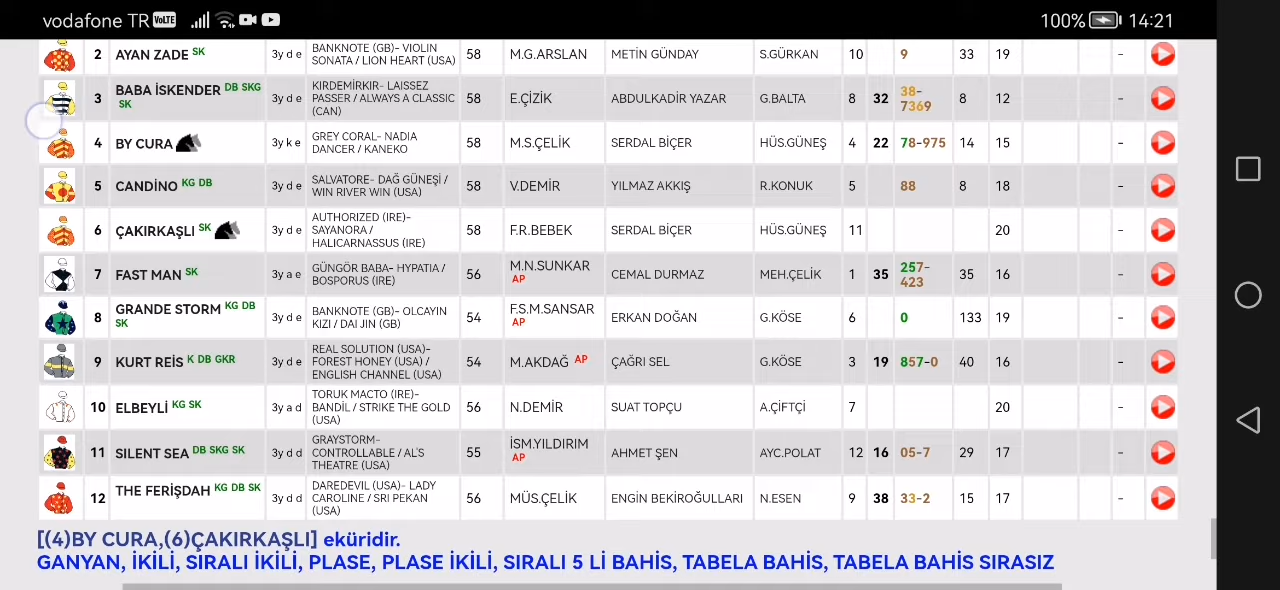 vodafone TR VoLTE 100% 14:21
2 AYAN ZADE SK 3y d e BANKNOTE (GB)- VIOLIN SONATA / LION HEART (USA) 58 M.G.ARSLAN METİN GÜNDAY S.GÜRKAN 10 9 33 19 -
3 BABA İSKENDER DB SKG SK 3y d e KIRDEMİRKIR- LAISSEZ PASSER / ALWAYS A CLASSIC (CAN) 58 E.ÇİZİK ABDULKADİR YAZAR G.BALTA 8 32 38-7369 8 12 -
4 BY CURA 3y k e GREY CORAL- NADIA DANCER / KANEKO 58 M.S.ÇELİK SERDAL BİÇER HÜS.GÜNEŞ 4 22 78-975 14 15 -
5 CANDİNO KG DB 3y d e SALVATORE- DAĞ GÜNEŞİ / WIN RIVER WIN (USA) 58 V.DEMİR YILMAZ AKKIŞ R.KONUK 5 88 8 18 -
6 ÇAKIRKAŞLI SK 3y d e AUTHORIZED (IRE)- SAYANORA / HALICARNASSUS (IRE) 58 F.R.BEBEK SERDAL BİÇER HÜS.GÜNEŞ 11 20 -
7 FAST MAN SK 3y a e GÜNGÖR BABA- HYPATIA / BOSPORUS (IRE) 56 M.N.SUNKAR AP CEMAL DURMAZ MEH.ÇELİK 1 35 257-423 35 16 -
8 GRANDE STORM KG DB SK 3y d e BANKNOTE (GB)- OLCAYIN KIZI / DAI JIN (GB) 54 F.S.M.SANSAR AP ERKAN DOĞAN G.KÖSE 6 0 133 19 -
9 KURT REİS K DB GKR 3y d e REAL SOLUTION (USA)- FOREST HONEY (USA) / ENGLISH CHANNEL (USA) 54 M.AKDAĞ AP ÇAĞRI SEL G.KÖSE 3 19 857-0 40 16 -
10 ELBEYLİ KG SK 3y a d TORUK MACTO (IRE)- BANDİL / STRIKE THE GOLD (USA) 56 N.DEMİR SUAT TOPÇU A.ÇİFTÇİ 7 20 -
11 SILENT SEA DB SKG SK 3y d d GRAYSTORM- CONTROLLABLE / AL'S THEATRE (USA) 55 İSM.YILDIRIM AP AHMET ŞEN AYC.POLAT 12 16 05-7 29 17 -
12 THE FERİŞDAH KG DB SK 3y d d DAREDEVIL (USA)- LADY CAROLINE / SRI PEKAN (USA) 56 MÜS.ÇELİK ENGİN BEKİROĞULLARI N.ESEN 9 38 33-2 15 17 -
[(4)BY CURA,(6)ÇAKIRKAŞLI] eküridir.
GANYAN, İKİLİ, SIRALI İKİLİ, PLASE, PLASE İKİLİ, SIRALI 5 Lİ BAHİS, TABELA BAHİS, TABELA BAHİS SIRASIZ